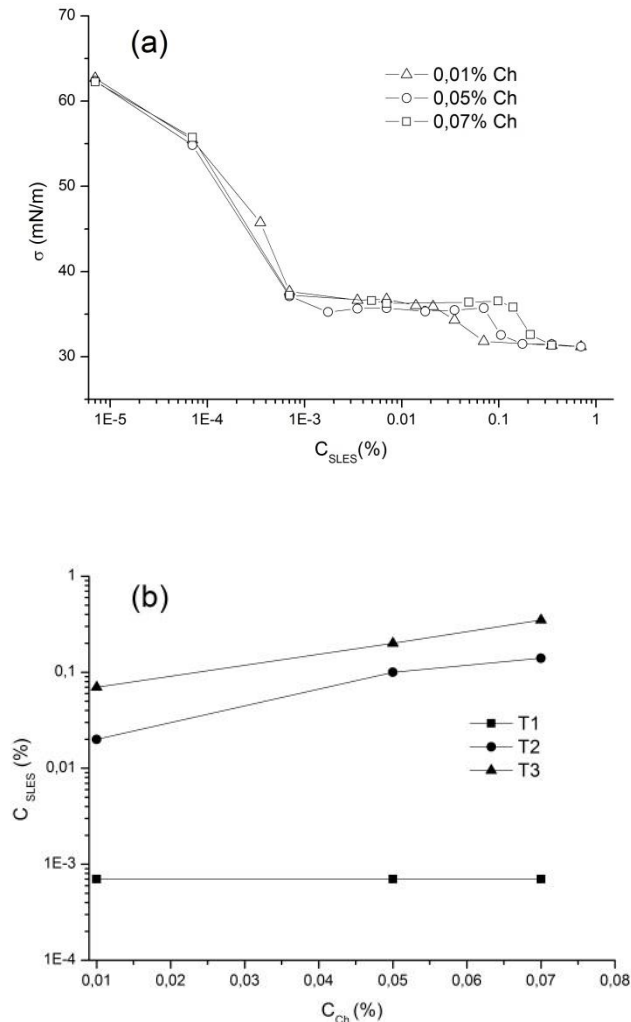 (a)
0,01% Ch
0,05% Ch
0,07% Ch
70
60
50
40
30
σ (mN/m)
1E-5 1E-4 1E-3 0.01 0.1 1
C_SLES(%)
(b)
1
0,1
0,01
1E-3
1E-4
C_SLES (%)
T1
T2
T3
0,01 0,02 0,03 0,04 0,05 0,06 0,07 0,08
C_Ch(%)